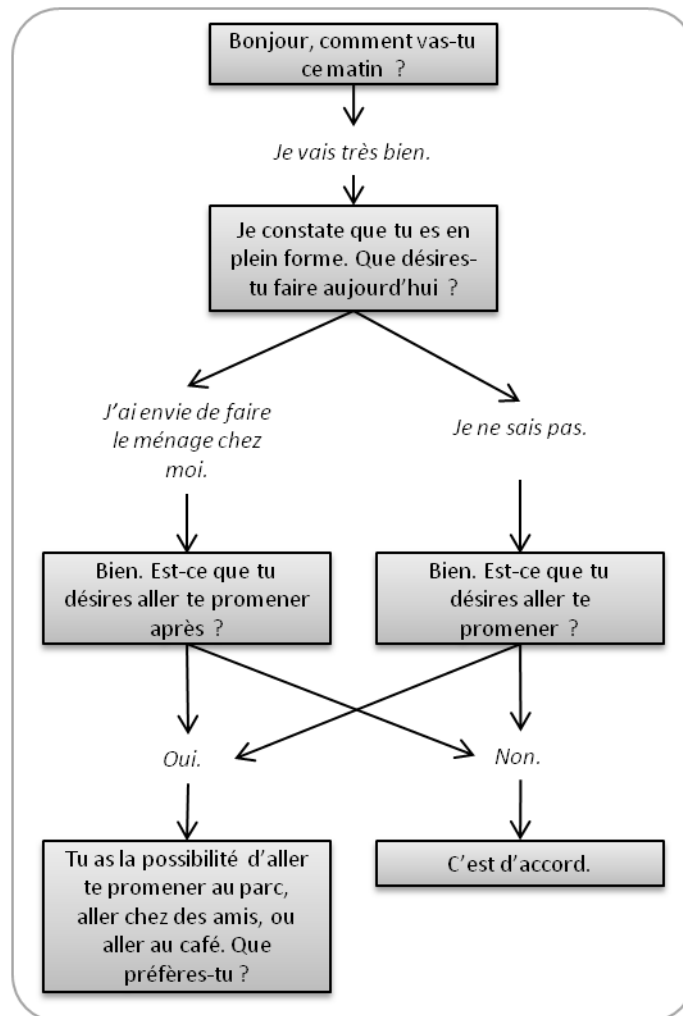 Bonjour, comment vas-tu
ce matin ?
Je vais très bien.
Je constate que tu es en
plein forme. Que désires-
tu faire aujourd'hui ?
J'ai envie de faire
le ménage chez
moi.
Je ne sais pas.
Bien. Est-ce que tu
désires aller te promener
après ?
Bien. Est-ce que tu
désires aller te
promener ?
Oui.
Non.
Tu as la possibilité d'aller
te promener au parc,
aller chez des amis, ou
aller au café. Que
préfères-tu ?
C'est d'accord.